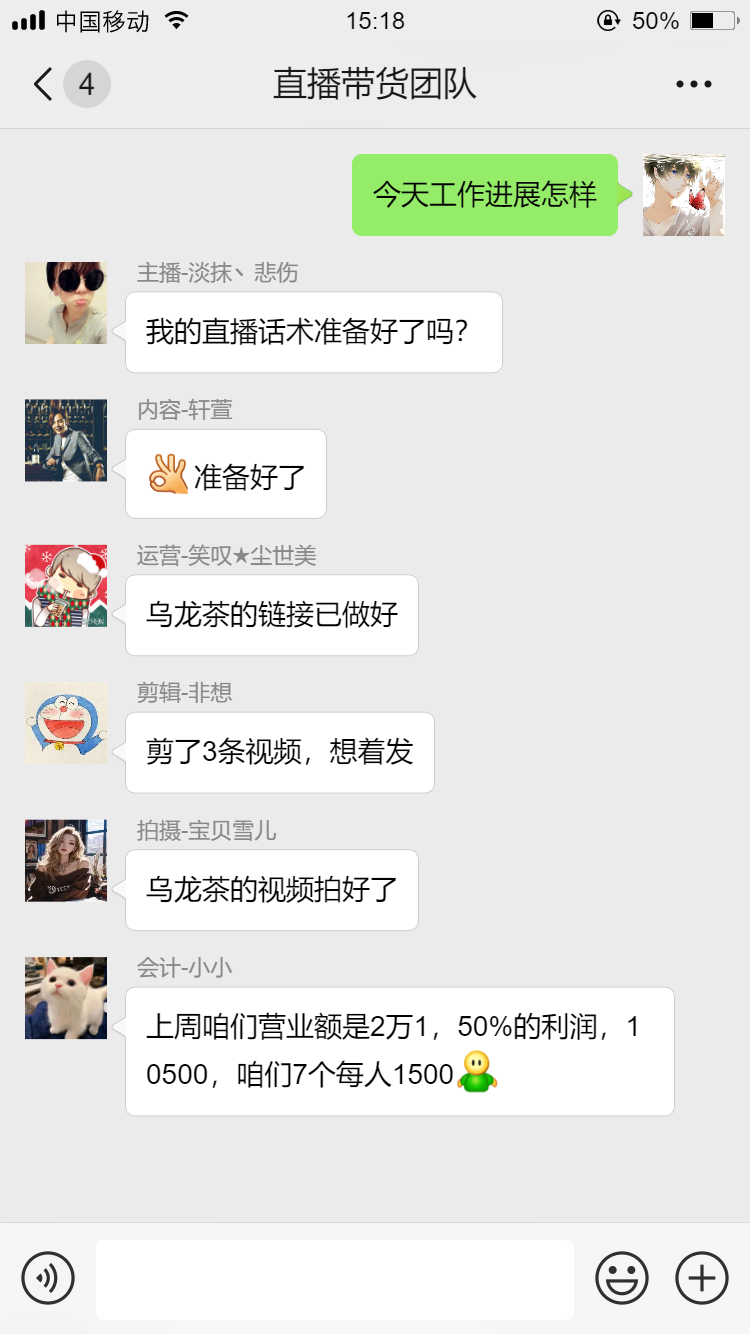 中国移动 15:18 50%
4 直播带货团队
今天工作进展怎样
主播-淡抹丶悲伤
我的直播话术准备好了吗?
内容-轩萱
👌准备好了
运营-笑叹★尘世美
乌龙茶的链接已做好
剪辑-非想
剪了3条视频，想着发
拍摄-宝贝雪儿
乌龙茶的视频拍好了
会计-小小
上周咱们营业额是2万1，50%的利润，1
0500，咱们7个每人1500